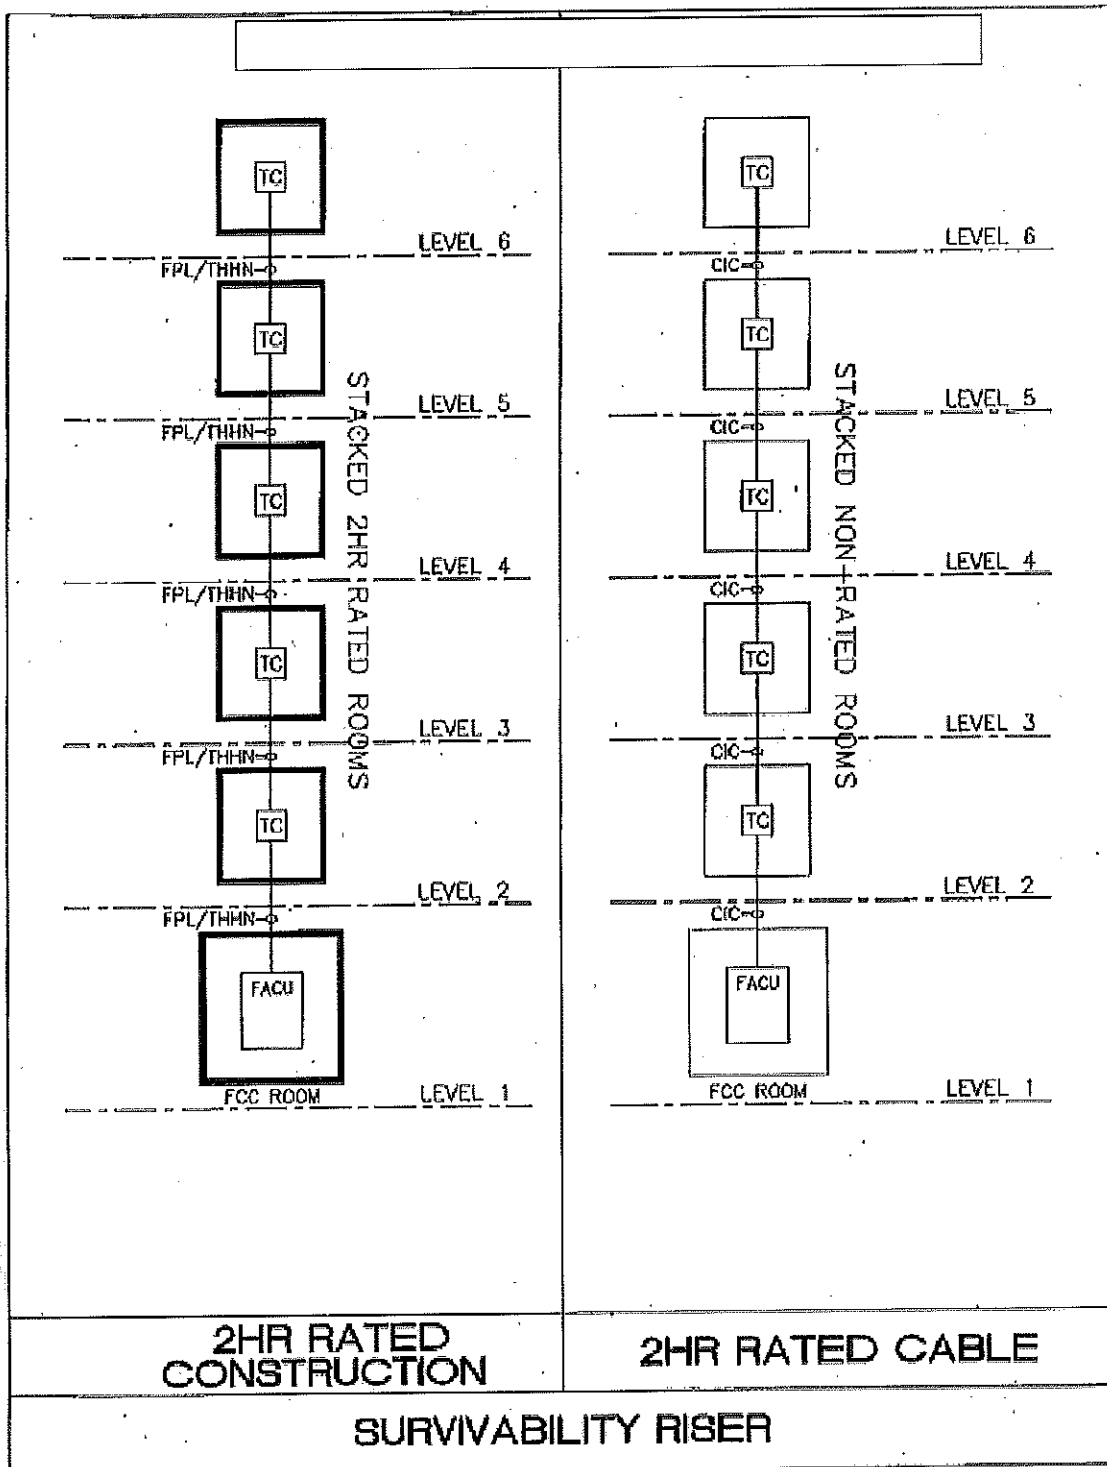 TC
LEVEL 6
FPL/THHN
TC
LEVEL 5
FPL/THHN
TC
LEVEL 4
FPL/THHN
TC
LEVEL 3
FPL/THHN
TC
LEVEL 2
FPL/THHN
FACU
FCC ROOM
LEVEL 1
STACKED 2HR RATED ROOMS
2HR RATED
CONSTRUCTION
TC
LEVEL 6
CIC
TC
LEVEL 5
CIC
TC
LEVEL 4
CIC
TC
LEVEL 3
CIC
TC
LEVEL 2
CIC
FACU
FCC ROOM
LEVEL 1
STACKED NON-RATED ROOMS
2HR RATED CABLE
SURVIVABILITY RISER